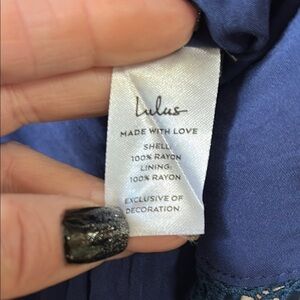 Lulus
MADE WITH LOVE
SHELL:
100% RAYON
LINING:
100% RAYON
EXCLUSIVE OF
DECORATION